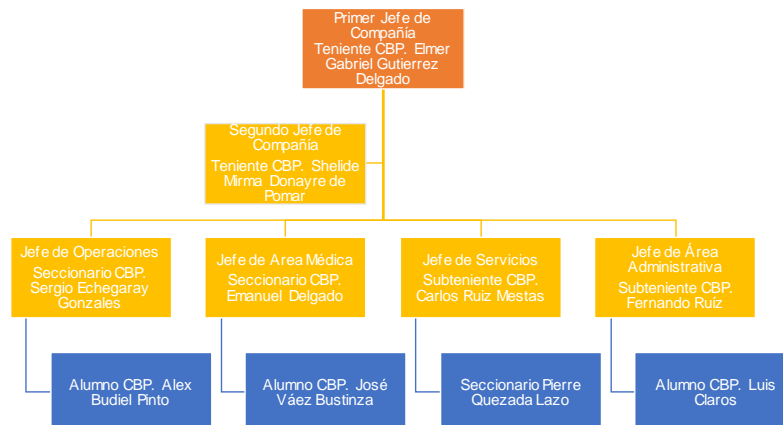 Primer Jefe de
Compañía
Teniente CBP. Elmer
Gabriel Gutierrez
Delgado
Segundo Jefe de
Compañía
Teniente CBP. Shelide
Mirma Donayre de
Pomar
Jefe de Operaciones
Seccionario CBP.
Sergio Echegaray
Gonzales
Jefe de Area Médica
Seccionario CBP.
Emanuel Delgado
Jefe de Servicios
Subteniente CBP.
Carlos Ruiz Mestas
Jefe de Área
Administrativa
Subteniente CBP.
Fernando Ruíz
Alumno CBP. Alex
Budiel Pinto
Alumno CBP. José
Váez Bustinza
Seccionario Pierre
Quezada Lazo
Alumno CBP. Luis
Claros